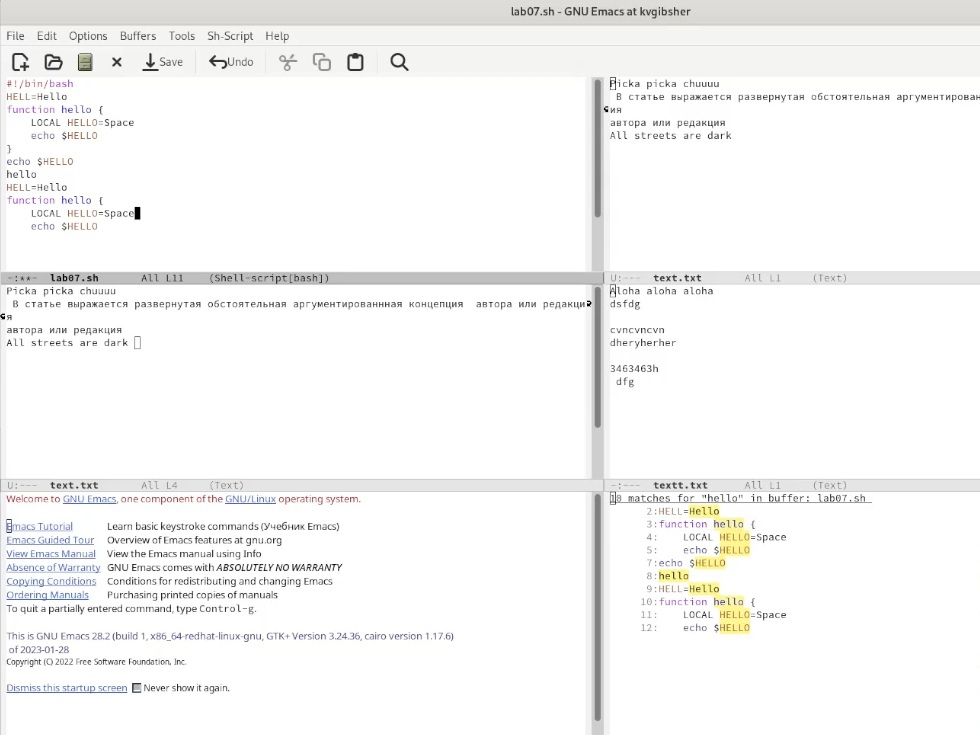 lab07.sh - GNU Emacs at kvgibsher
File Edit Options Buffers Tools Sh-Script Help
Save Undo
#!/bin/bash
HELL=Hello
function hello {
    LOCAL HELLO=Space
    echo $HELLO
}
echo $HELLO
hello
HELL=Hello
function hello {
    LOCAL HELLO=Space
    echo $HELLO
-:**-  lab07.sh       All L11    (Shell-script[bash])
Picka picka chuuuu
 В статье выражается развернутая обстоятельная аргументирован
ия
автора или редакция
All streets are dark
U:---  text.txt       All L1     (Text)
Picka picka chuuuu
 В статье выражается развернутая обстоятельная аргументированнная концепция  автора или редакци
я
автора или редакция
All streets are dark
U:---  text.txt       All L4     (Text)
Aloha aloha aloha
dsfdg
cvncvncvn
dheryherher
3463463h
 dfg
-:---  textt.txt      All L1     (Text)
Welcome to GNU Emacs, one component of the GNU/Linux operating system.
Emacs Tutorial Learn basic keystroke commands (Учебник Emacs)
Emacs Guided Tour Overview of Emacs features at gnu.org
View Emacs Manual View the Emacs manual using Info
Absence of Warranty GNU Emacs comes with ABSOLUTELY NO WARRANTY
Copying Conditions Conditions for redistributing and changing Emacs
Ordering Manuals Purchasing printed copies of manuals
To quit a partially entered command, type Control-g.
This is GNU Emacs 28.2 (build 1, x86_64-redhat-linux-gnu, GTK+ Version 3.24.36, cairo version 1.17.6)
 of 2023-01-28
Copyright (C) 2022 Free Software Foundation, Inc.
Dismiss this startup screen Never show it again.
10 matches for "hello" in buffer: lab07.sh
      2:HELL=Hello
      3:function hello {
      4:    LOCAL HELLO=Space
      5:    echo $HELLO
      7:echo $HELLO
      8:hello
      9:HELL=Hello
     10:function hello {
     11:    LOCAL HELLO=Space
     12:    echo $HELLO